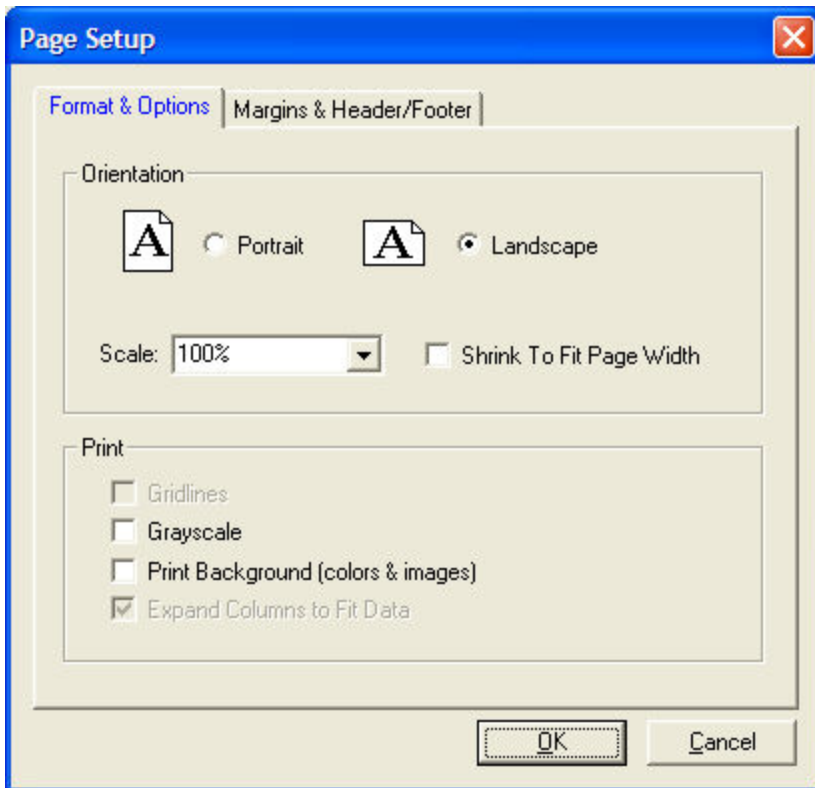 Page Setup
Format & Options Margins & Header/Footer
Orientation
A Portrait A Landscape
Scale: 100% Shrink To Fit Page Width
Print
Gridlines
Grayscale
Print Background (colors & images)
Expand Columns to Fit Data
OK Cancel